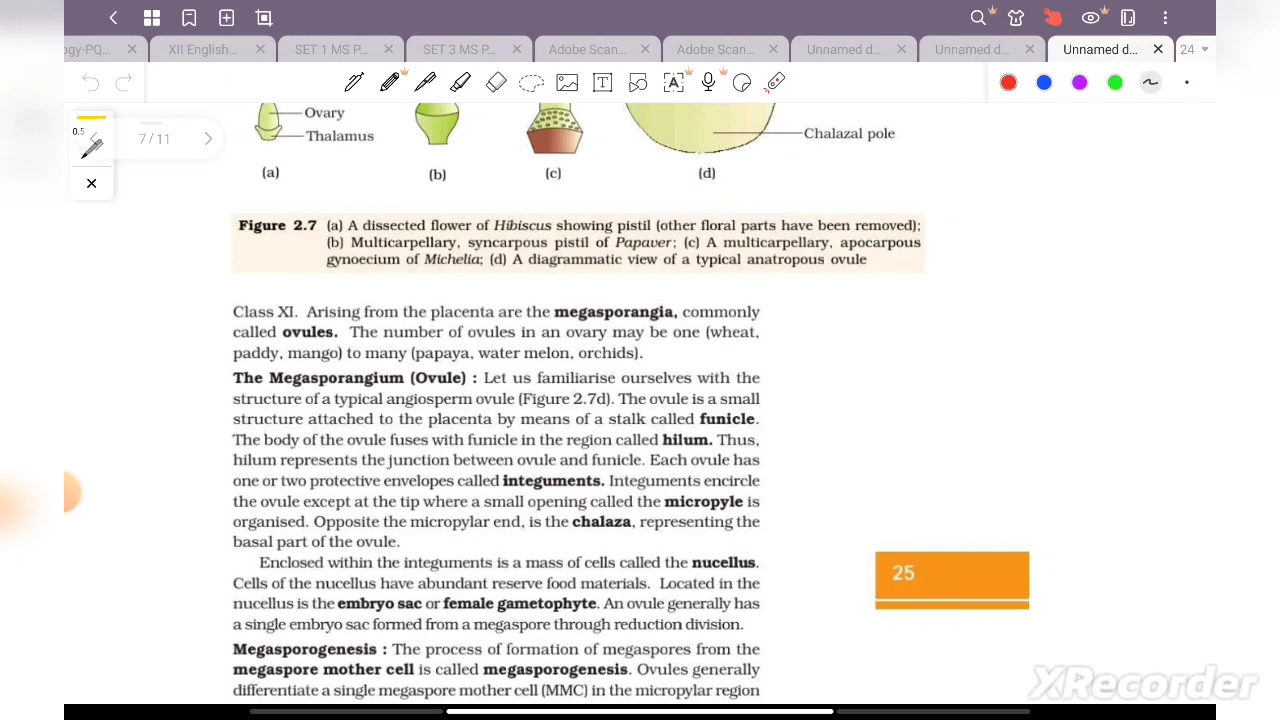 ogy-PQ...
XII English...
SET 1 MS P...
SET 3 MS P...
Adobe Scan...
Adobe Scan...
Unnamed d...
Unnamed d...
Unnamed d...
24
0.5
7/11
Ovary
Thalamus
Chalazal pole
(a)
(b)
(c)
(d)
Figure 2.7 (a) A dissected flower of Hibiscus showing pistil (other floral parts have been removed);
(b) Multicarpellary, syncarpous pistil of Papaver; (c) A multicarpellary, apocarpous
gynoecium of Michelia; (d) A diagrammatic view of a typical anatropous ovule
Class XI. Arising from the placenta are the megasporangia, commonly
called ovules. The number of ovules in an ovary may be one (wheat,
paddy, mango) to many (papaya, water melon, orchids).
The Megasporangium (Ovule) : Let us familiarise ourselves with the
structure of a typical angiosperm ovule (Figure 2.7d). The ovule is a small
structure attached to the placenta by means of a stalk called funicle.
The body of the ovule fuses with funicle in the region called hilum. Thus,
hilum represents the junction between ovule and funicle. Each ovule has
one or two protective envelopes called integuments. Integuments encircle
the ovule except at the tip where a small opening called the micropyle is
organised. Opposite the micropylar end, is the chalaza, representing the
basal part of the ovule.
Enclosed within the integuments is a mass of cells called the nucellus.
Cells of the nucellus have abundant reserve food materials. Located in the
nucellus is the embryo sac or female gametophyte. An ovule generally has
a single embryo sac formed from a megaspore through reduction division.
Megasporogenesis : The process of formation of megaspores from the
megaspore mother cell is called megasporogenesis. Ovules generally
differentiate a single megaspore mother cell (MMC) in the micropylar region
25
XRecorder